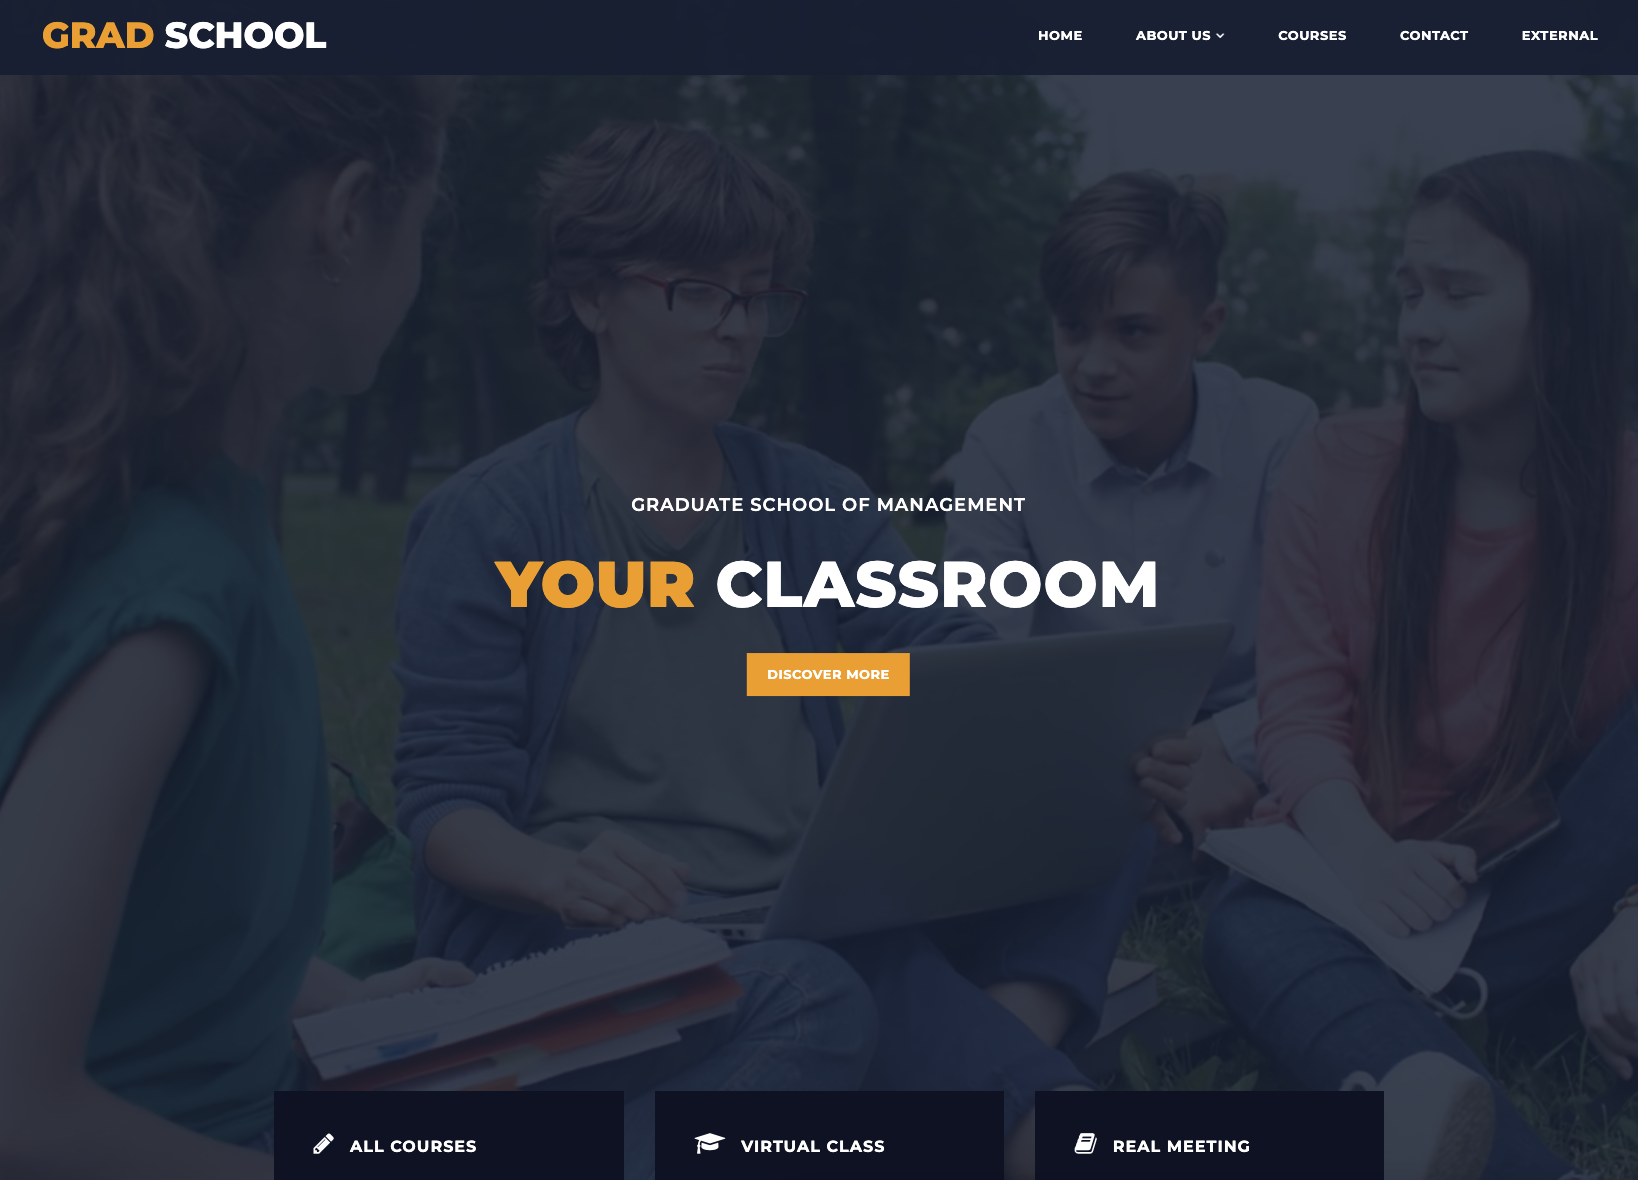 GRAD SCHOOL
HOME
ABOUT US
COURSES
CONTACT
EXTERNAL
GRADUATE SCHOOL OF MANAGEMENT
YOUR CLASSROOM
DISCOVER MORE
ALL COURSES
VIRTUAL CLASS
REAL MEETING